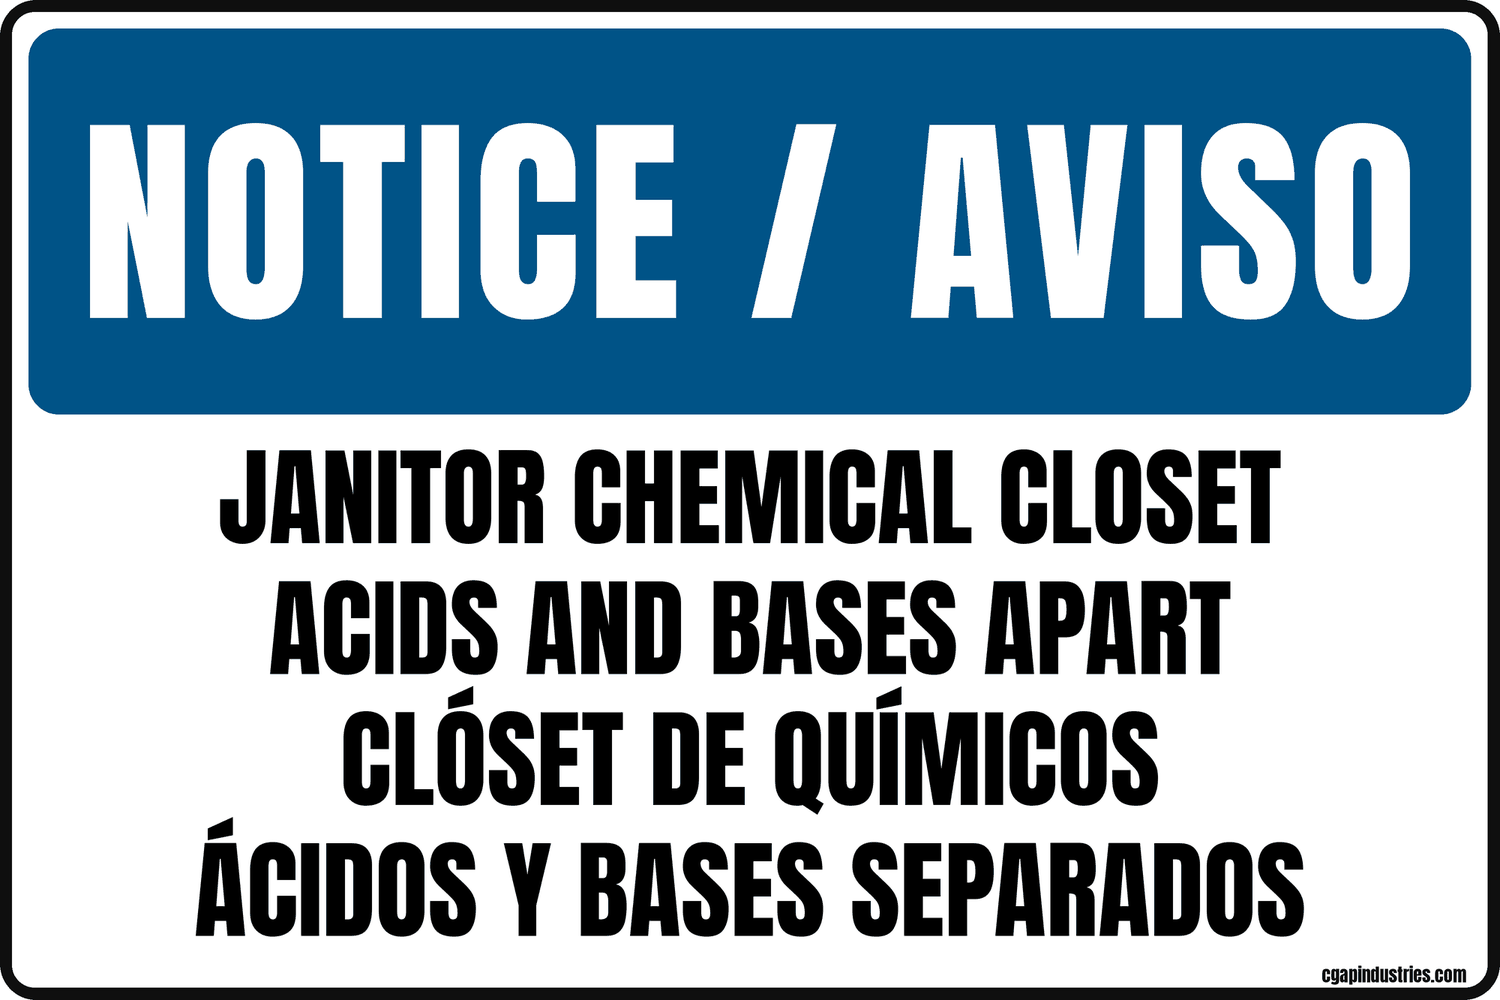 NOTICE / AVISO
JANITOR CHEMICAL CLOSET
ACIDS AND BASES APART
CLÓSET DE QUÍMICOS
ÁCIDOS Y BASES SEPARADOS
cgapindustries.com